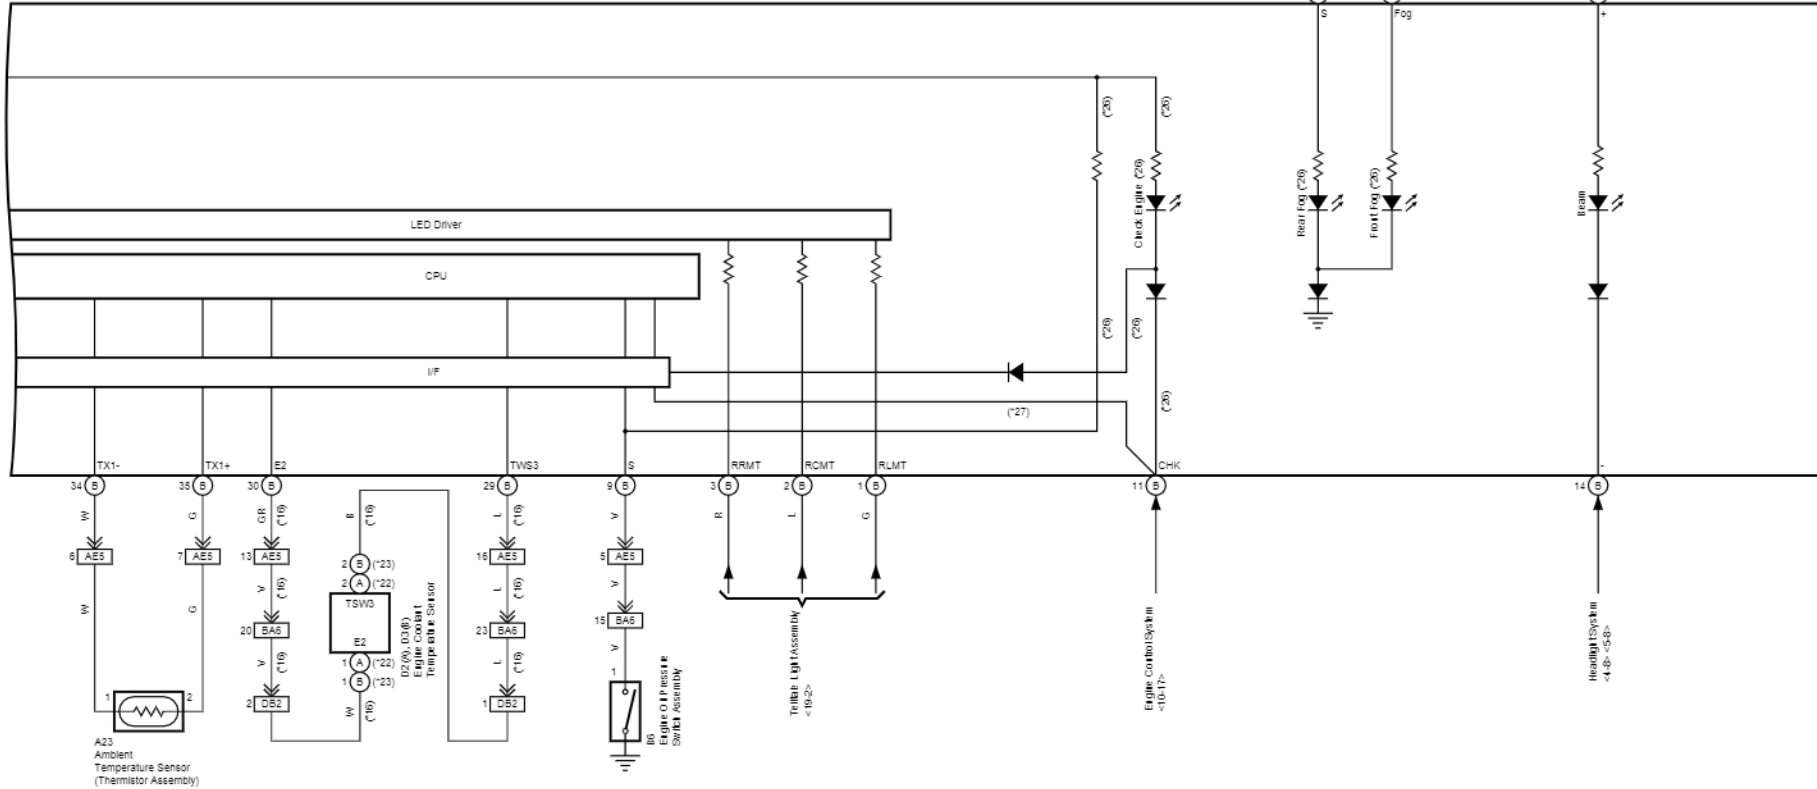 S
Fog
+
(*26)
(*26)
Check Engine (*26)
Rear Fog (*26)
Front Fog (*26)
Beam
LED Driver
CPU
(*26)
(*26)
I/F
(*27)
(*26)
TX1-
TX1+
E2
TWS3
S
RRMT
RCMT
RLMT
CHK
-
34 B
35 B
30 B
29 B
9 B
3 B
2 B
1 B
11 B
14 B
W
G
GR (*16)
B (*16)
L (*16)
V
R
L
G
6 AE5
7 AE5
13 AE5
16 AE5
5 AE5
2 B (*23)
2 A (*22)
TSW3
E2
1 A (*22)
1 B (*23)
D2(A), D3(B)
Engine Coolant
Temperature Sensor
W
G
V (*16)
L (*16)
V
20 BA6
23 BA6
15 BA6
V (*16)
L (*16)
V
2 DB2
W (*16)
1 DB2
1
2
1
A23
Ambient
Temperature Sensor
(Thermistor Assembly)
B6
Engine Oil Pressure
Switch Assembly
Telltale Light Assembly
<19-2>
Engine Control System
<10-17>
Headlight System
<4-8> <5-8>